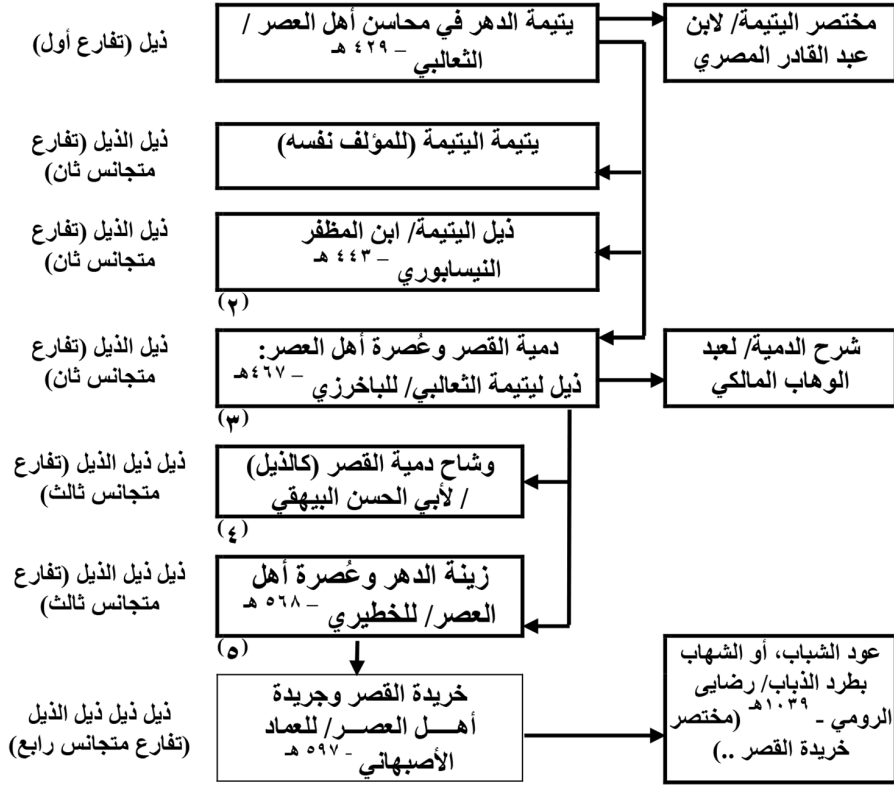 ذيل (تفارع أول)
يتيمة الدهر في محاسن أهل العصر /
الثعالبي – ٤٢٩ هـ
مختصر اليتيمة/ لابن
عبد القادر المصري
ذيل الذيل (تفارع
متجانس ثان)
يتيمة اليتيمة (للمؤلف نفسه)
ذيل الذيل (تفارع
متجانس ثان)
ذيل اليتيمة/ ابن المظفر
النيسابوري – ٤٤٣ هـ
(٢)
ذيل الذيل (تفارع
متجانس ثان)
دمية القصر وعُصرة أهل العصر:
ذيل ليتيمة الثعالبي/ للباخرزي – ٤٦٧هـ
(٣)
شرح الدمية/ لعبد
الوهاب المالكي
ذيل ذيل الذيل (تفارع
متجانس ثالث)
وشاح دمية القصر (كالذيل)
/ لأبي الحسن البيهقي
(٤)
ذيل ذيل الذيل (تفارع
متجانس ثالث)
زينة الدهر وعُصرة أهل
العصر/ للخطيري – ٥٦٨ هـ
(٥)
ذيل ذيل ذيل الذيل
(تفارع متجانس رابع)
خريدة القصر وجريدة
أهــــل العصـــر/ للعماد
الأصبهاني - ٥٩٧ هـ
عود الشباب، أو الشهاب
بطرد الذباب/ رضايى
الرومي - ١٠٣٩هـ (مختصر
خريدة القصر ..)